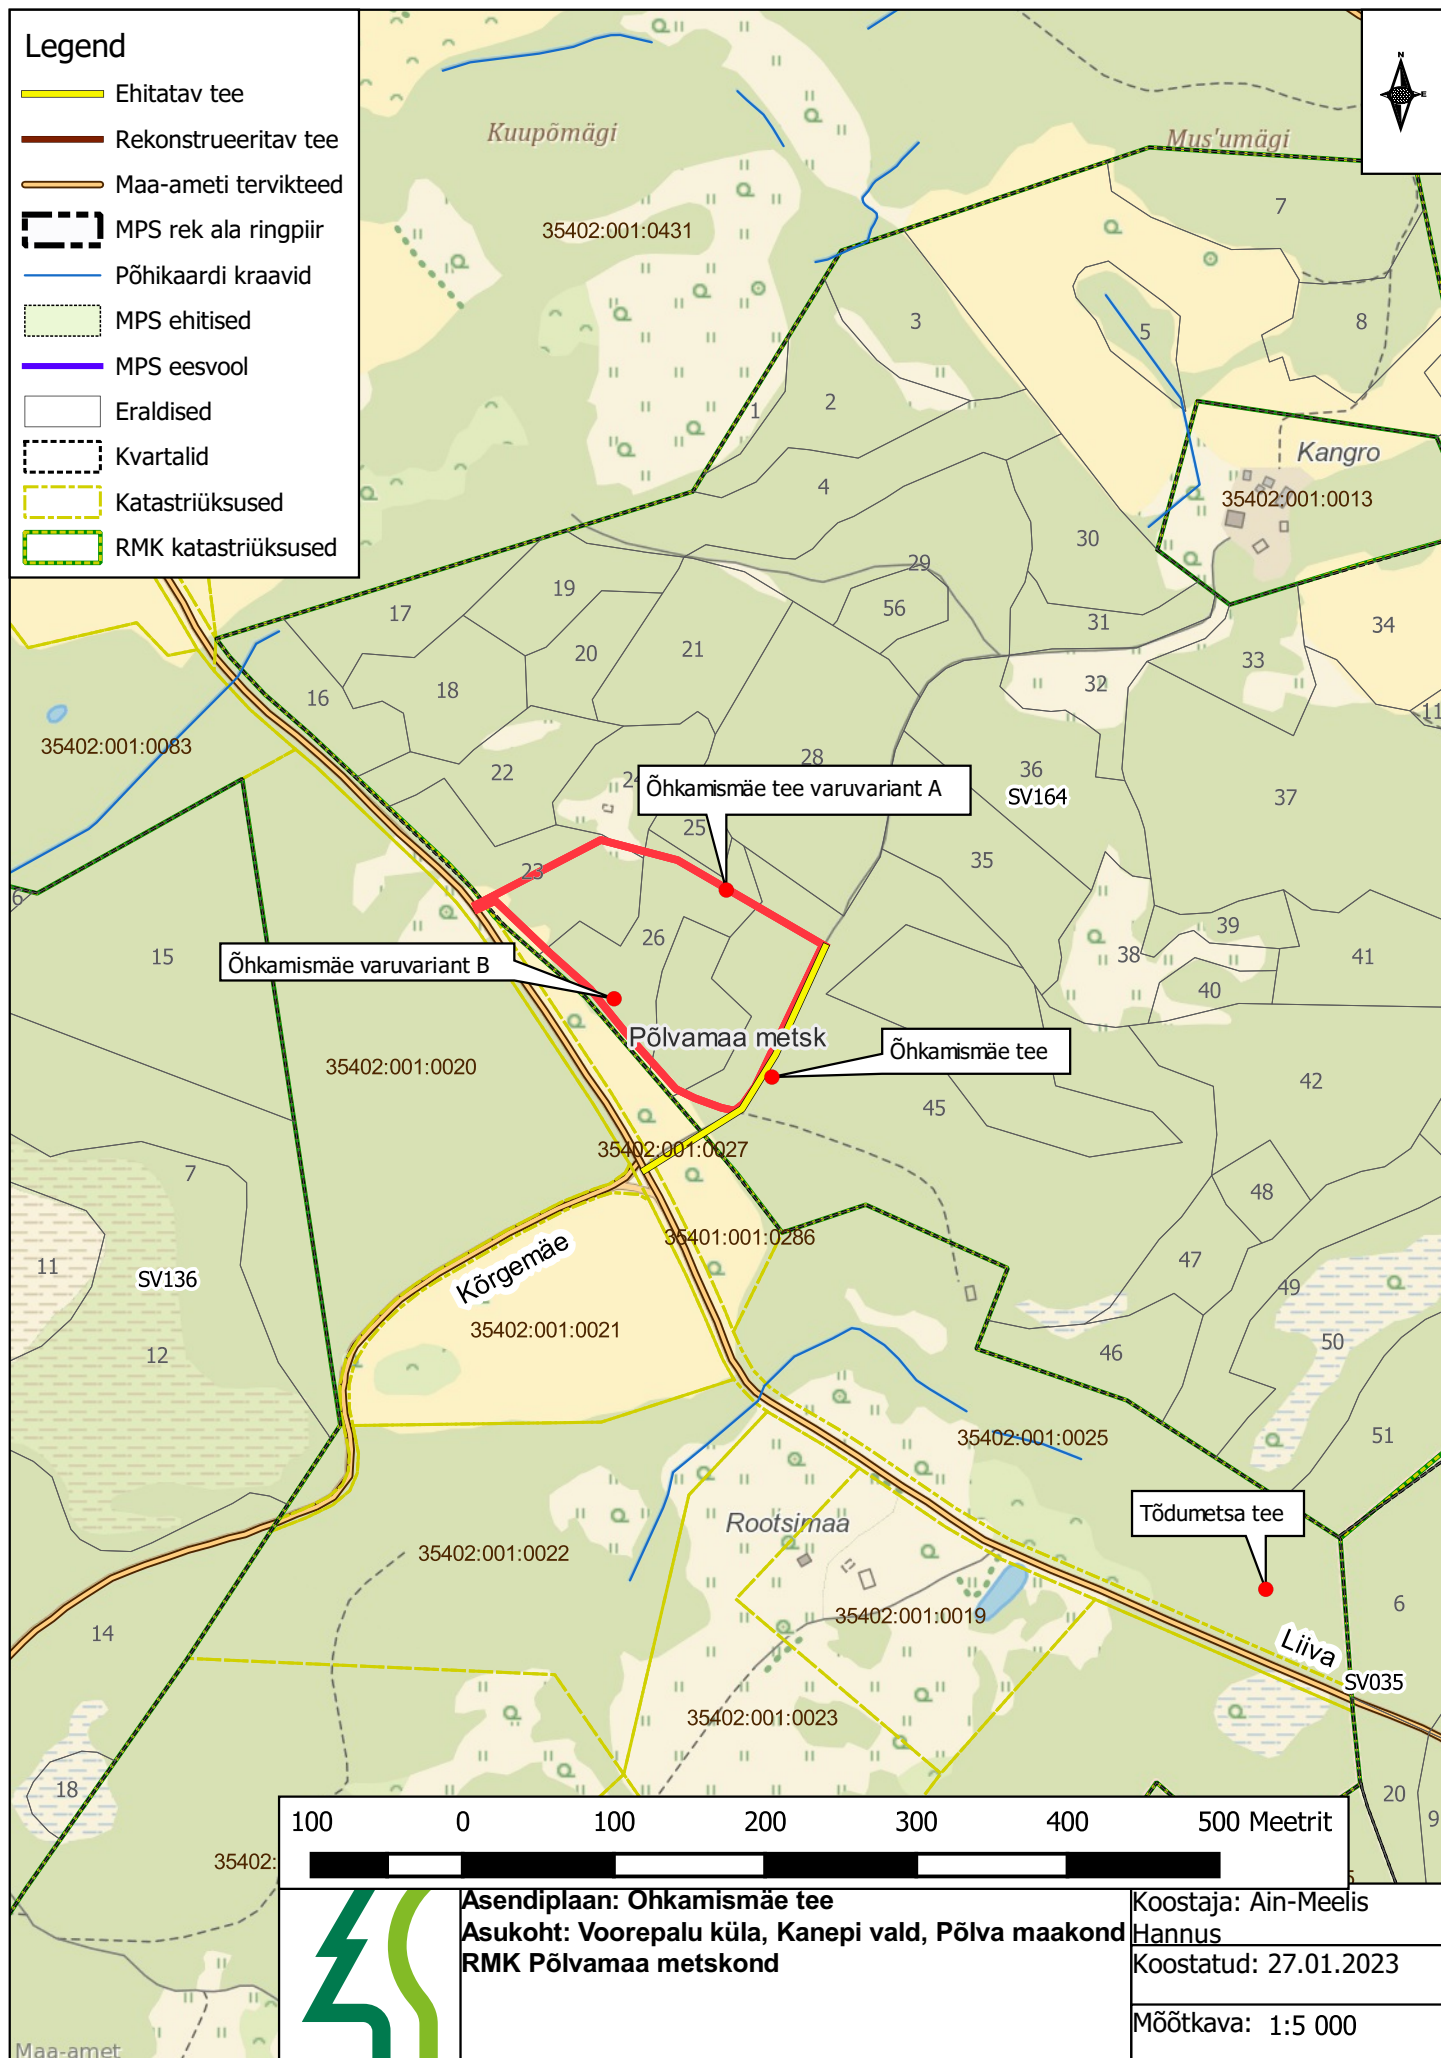 Legend
Ehitatav tee
Rekonstrueeritav tee
Maa-ameti tervikteed
MPS rek ala ringpiir
Põhikaardi kraavid
MPS ehitised
MPS eesvool
Eraldised
Kvartalid
Katastriüksused
RMK katastriüksused
N
E
Kuupõmägi
Mus'umägi
35402:001:0431
7
3
5
8
1
2
4
Kangro
35402:001:0013
30
29
19
17
56
31
34
20
21
33
16
18
32
11
35402:001:0083
28
22
36
24
Õhkamismäe tee varuvariant A
SV164
37
25
35
23
6
39
26
38
41
15
Õhkamismäe varuvariant B
40
Põlvamaa metsk
Õhkamismäe tee
35402:001:0020
42
45
35402:001:0027
7
48
35401:001:0286
47
11
SV136
Kõrgemäe
49
35402:001:0021
50
12
46
35402:001:0025
51
Tõdumetsa tee
Rootsimaa
35402:001:0022
6
35402:001:0019
14
Liiva
SV035
35402:001:0023
18
20
9
100 0 100 200 300 400 500 Meetrit
35402:
5
Asendiplaan: Õhkamismäe tee
Asukoht: Voorepalu küla, Kanepi vald, Põlva maakond
RMK Põlvamaa metskond
Koostaja: Ain-Meelis
Hannus
Koostatud: 27.01.2023
Mõõtkava: 1:5 000
Maa-amet